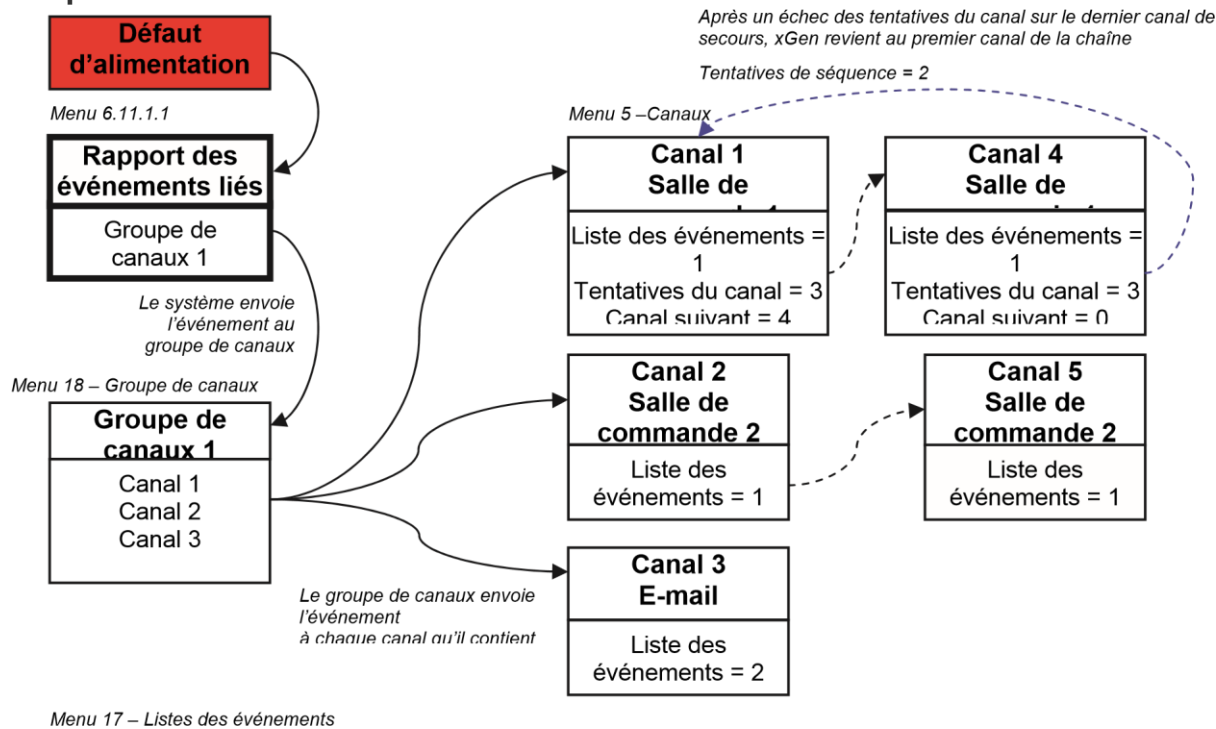 Défaut
d'alimentation
Après un échec des tentatives du canal sur le dernier canal de
secours, xGen revient au premier canal de la chaîne
Tentatives de séquence = 2
Menu 6.11.1.1
Rapport des
événements liés
Groupe de
canaux 1
Le système envoie
l'événement au
groupe de canaux
Menu 18 – Groupe de canaux
Groupe de
canaux 1
Canal 1
Canal 2
Canal 3
Menu 5 –Canaux
Canal 1
Salle de
Liste des événements =
1
Tentatives du canal = 3
Canal suivant = 4
Canal 4
Salle de
Liste des événements =
1
Tentatives du canal = 3
Canal suivant = 0
Canal 2
Salle de
commande 2
Liste des
événements = 1
Canal 5
Salle de
commande 2
Liste des
événements = 1
Canal 3
E-mail
Liste des
événements = 2
Le groupe de canaux envoie
l'événement
à chaque canal qu'il contient
Menu 17 – Listes des événements